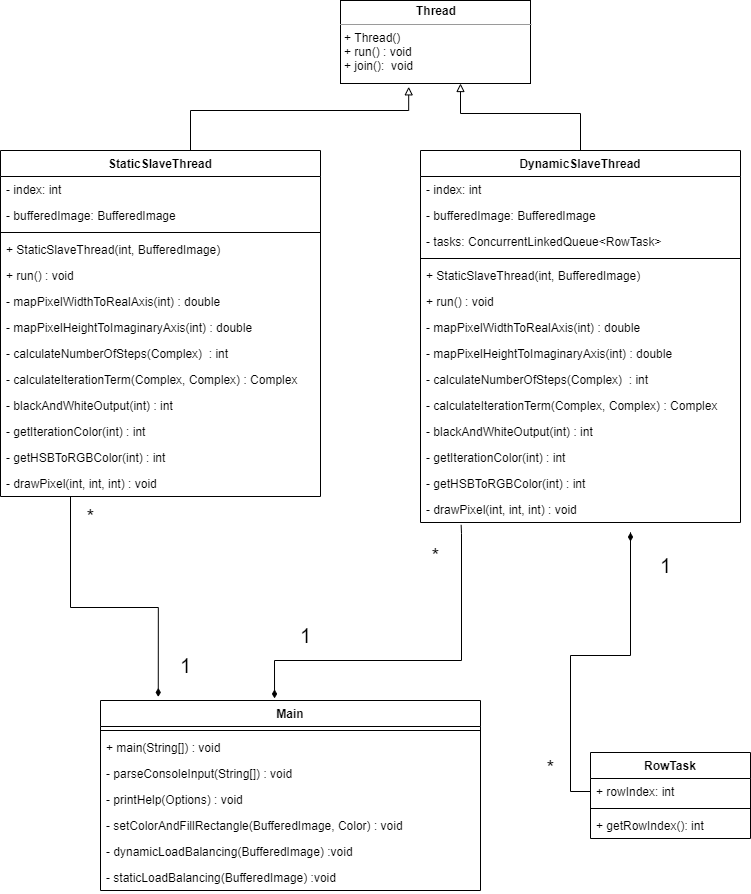 Thread
+ Thread()
+ run() : void
+ join():  void
StaticSlaveThread
- index: int
- bufferedImage: BufferedImage
+ StaticSlaveThread(int, BufferedImage)
+ run() : void
- mapPixelWidthToRealAxis(int) : double
- mapPixelHeightToImaginaryAxis(int) : double
- calculateNumberOfSteps(Complex)  : int
- calculateIterationTerm(Complex, Complex) : Complex
- blackAndWhiteOutput(int) : int
- getIterationColor(int) : int
- getHSBToRGBColor(int) : int
- drawPixel(int, int, int) : void
DynamicSlaveThread
- index: int
- bufferedImage: BufferedImage
- tasks: ConcurrentLinkedQueue<RowTask>
+ StaticSlaveThread(int, BufferedImage)
+ run() : void
- mapPixelWidthToRealAxis(int) : double
- mapPixelHeightToImaginaryAxis(int) : double
- calculateNumberOfSteps(Complex)  : int
- calculateIterationTerm(Complex, Complex) : Complex
- blackAndWhiteOutput(int) : int
- getIterationColor(int) : int
- getHSBToRGBColor(int) : int
- drawPixel(int, int, int) : void
*
*
1
1
1
*
Main
+ main(String[]) : void
- parseConsoleInput(String[]) : void
- printHelp(Options) : void
- setColorAndFillRectangle(BufferedImage, Color) : void
- dynamicLoadBalancing(BufferedImage) :void
- staticLoadBalancing(BufferedImage) :void
RowTask
+ rowIndex: int
+ getRowIndex(): int